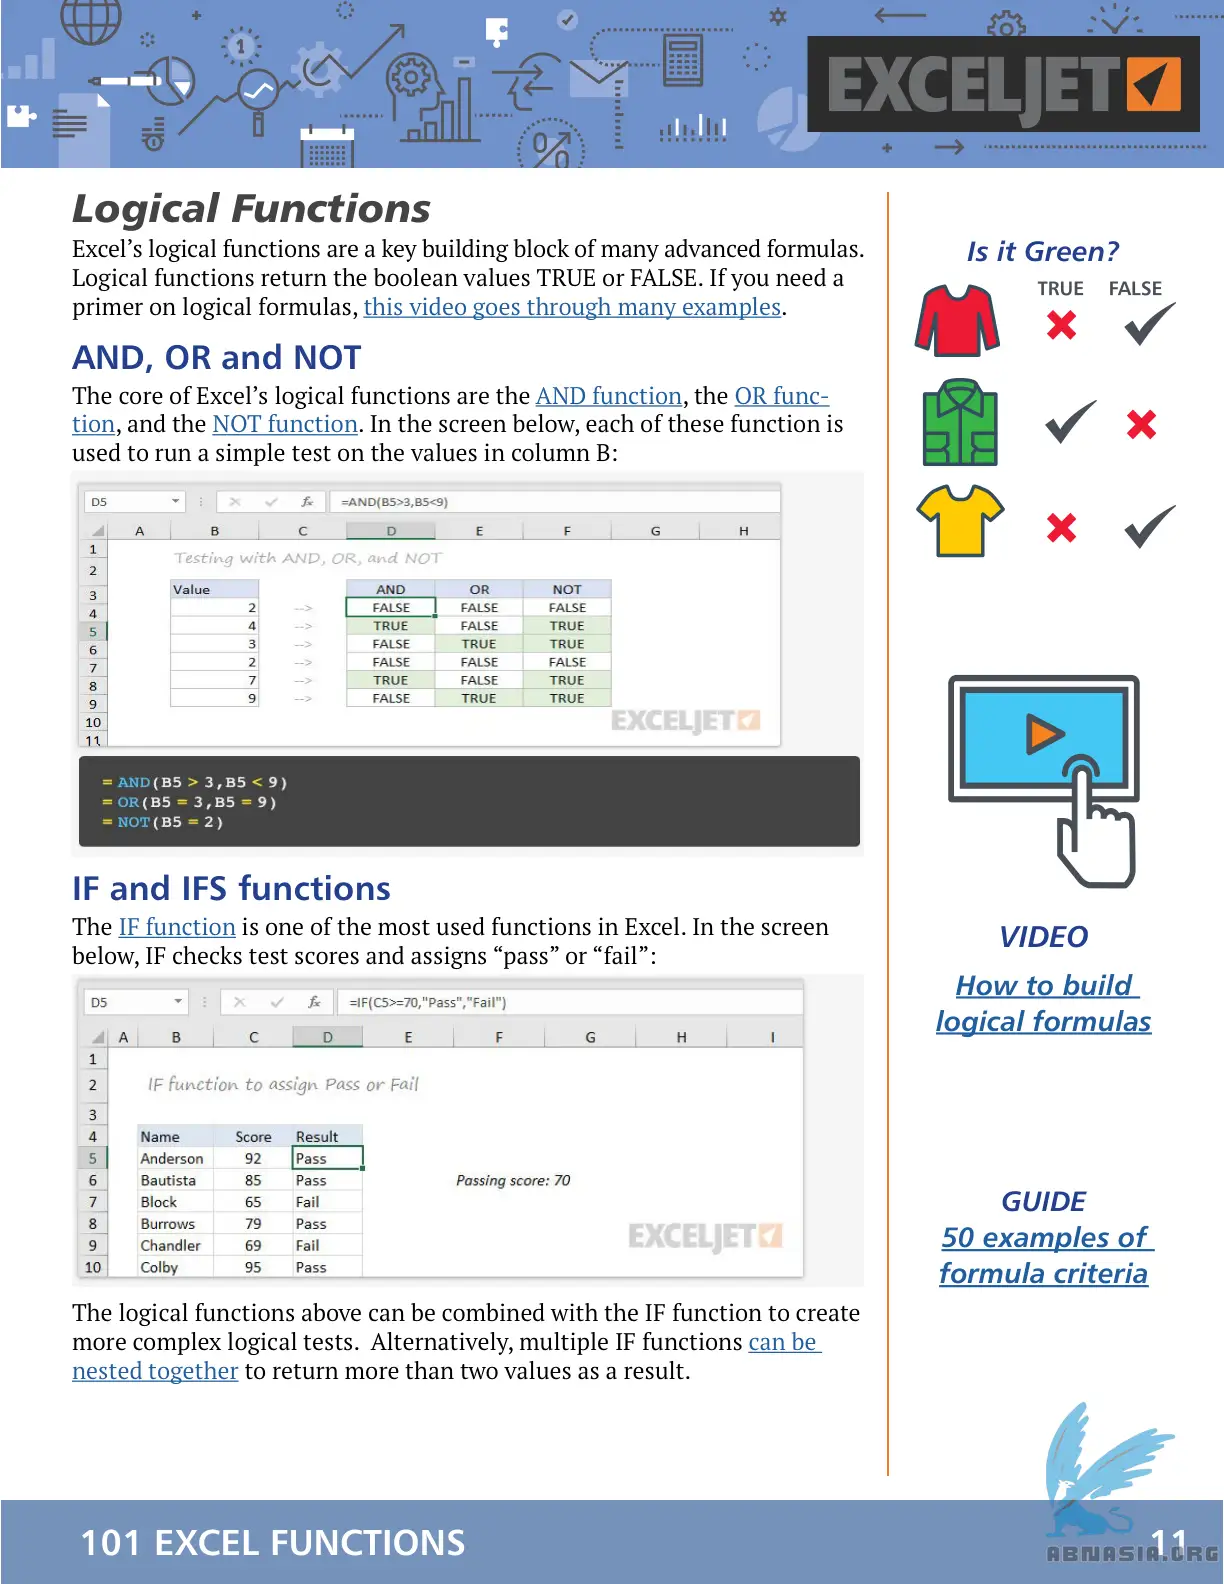 EXCELJET
Logical Functions
Excel’s logical functions are a key building block of many advanced formulas.
Logical functions return the boolean values TRUE or FALSE. If you need a
primer on logical formulas, this video goes through many examples.
AND, OR and NOT
The core of Excel’s logical functions are the AND function, the OR func-
tion, and the NOT function. In the screen below, each of these function is
used to run a simple test on the values in column B:
D5 fx =AND(B5>3,B5<9)
A B C D E F G H
1
2 Testing with AND, OR, and NOT
3 Value AND OR NOT
4 2 --> FALSE FALSE FALSE
5 4 --> TRUE FALSE TRUE
6 3 --> FALSE TRUE TRUE
7 2 --> FALSE FALSE FALSE
8 7 --> TRUE FALSE TRUE
9 9 --> FALSE TRUE TRUE
10 EXCELJET
11
= AND(B5 > 3,B5 < 9)
= OR(B5 = 3,B5 = 9)
= NOT(B5 = 2)
IF and IFS functions
The IF function is one of the most used functions in Excel. In the screen
below, IF checks test scores and assigns “pass” or “fail”:
D5 fx =IF(C5>=70,"Pass","Fail")
A B C D E F G H I
1
2 IF function to assign Pass or Fail
3
4 Name Score Result
5 Anderson 92 Pass
6 Bautista 85 Pass Passing score: 70
7 Block 65 Fail
8 Burrows 79 Pass EXCELJET
9 Chandler 69 Fail
10 Colby 95 Pass
The logical functions above can be combined with the IF function to create
more complex logical tests. Alternatively, multiple IF functions can be
nested together to return more than two values as a result.
Is it Green?
TRUE FALSE
VIDEO
How to build
logical formulas
GUIDE
50 examples of
formula criteria
101 EXCEL FUNCTIONS 11
ABNASIA.ORG